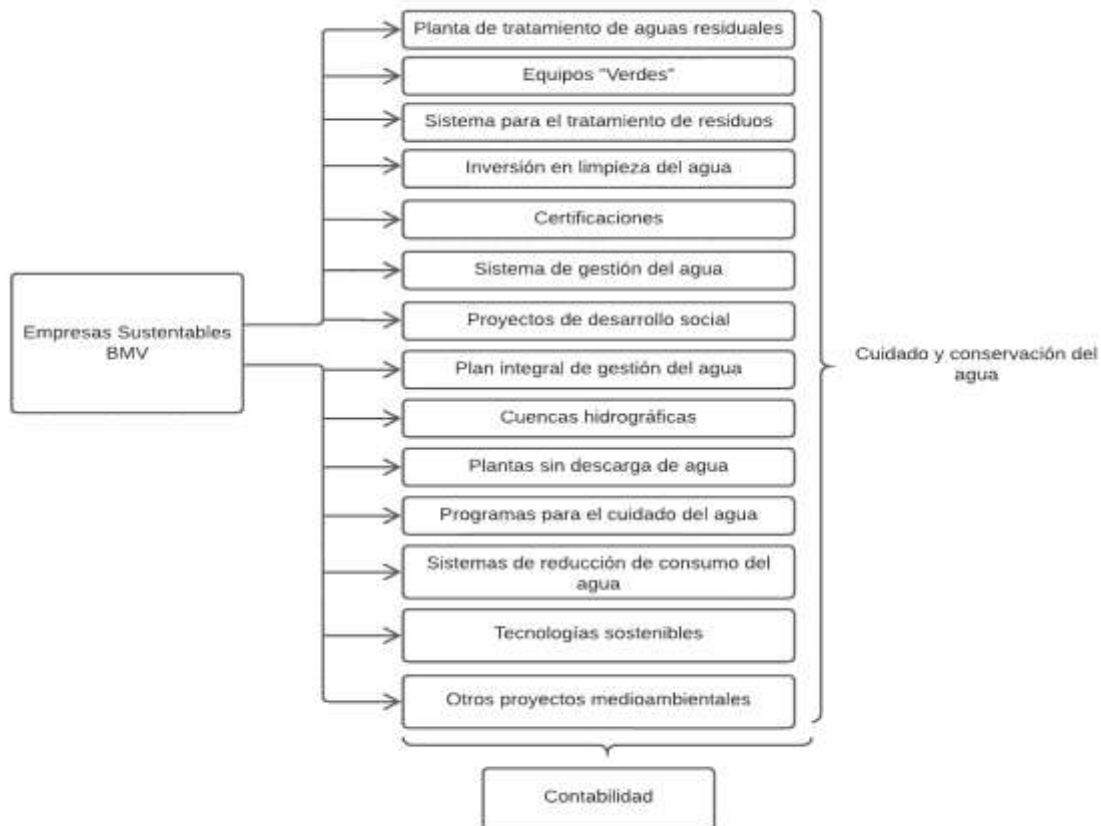 Planta de tratamiento de aguas residuales
Equipos "Verdes"
Sistema para el tratamiento de residuos
Inversión en limpieza del agua
Certificaciones
Sistema de gestión del agua
Empresas Sustentables
BMV
Proyectos de desarrollo social
Plan integral de gestión del agua
Cuencas hidrográficas
Plantas sin descarga de agua
Programas para el cuidado del agua
Sistemas de reducción de consumo del
agua
Tecnologías sostenibles
Otros proyectos medioambientales
Cuidado y conservación del
agua
Contabilidad